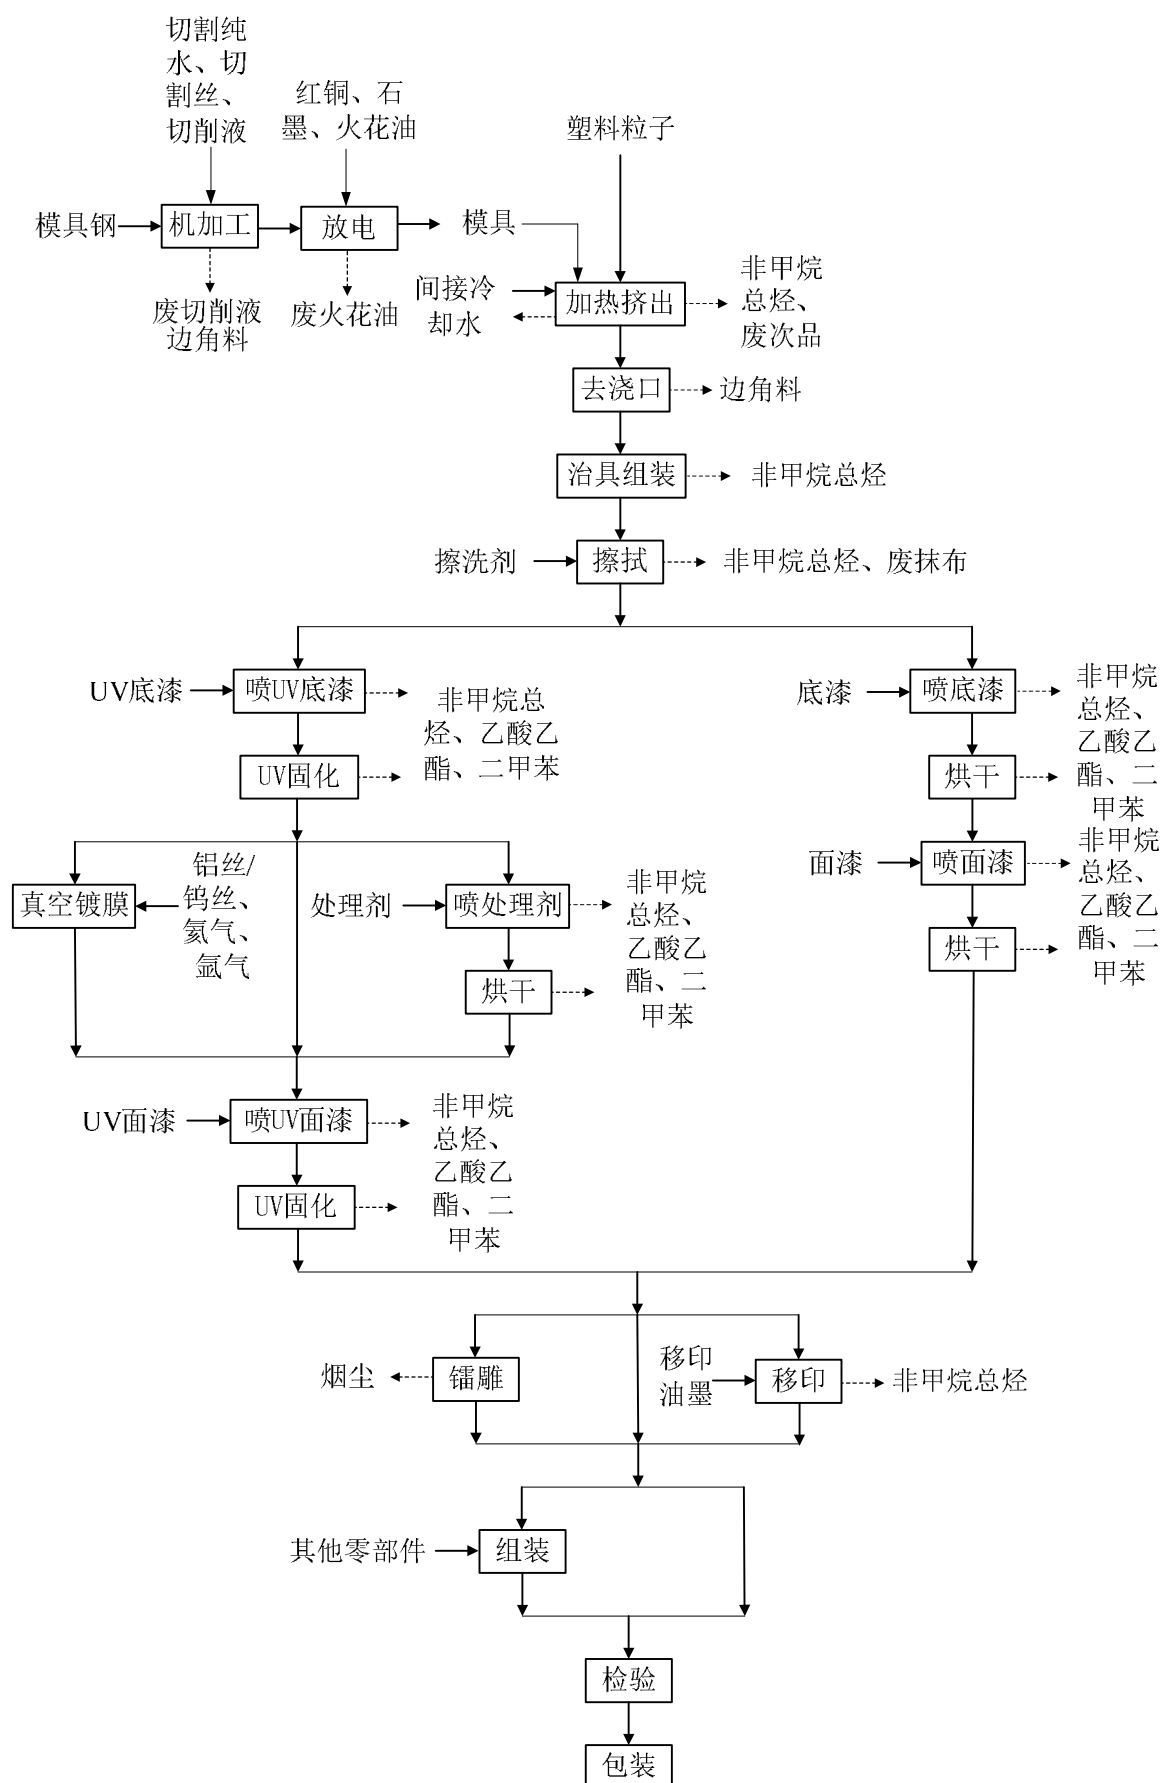 切割纯
水、切
割丝、
切削液
红铜、石
墨、火花油
塑料粒子
模具钢
机加工
放电
模具
废切削液
边角料
废火花油
间接冷
却水
加热挤出
非甲烷
总烃、
废次品
去浇口
边角料
治具组装
非甲烷总烃
擦洗剂
擦拭
非甲烷总烃、废抹布
UV底漆
喷UV底漆
非甲烷总
烃、乙酸乙
酯、二甲苯
UV固化
底漆
喷底漆
非甲烷
总烃、
乙酸乙
酯、二
甲苯
烘干
面漆
喷面漆
非甲烷
总烃、
乙酸乙
酯、二
甲苯
烘干
真空镀膜
铝丝/
钨丝、
氦气、
氩气
处理剂
喷处理剂
非甲烷
总烃、
乙酸乙
酯、二
甲苯
烘干
UV面漆
喷UV面漆
非甲烷
总烃、
乙酸乙
酯、二
甲苯
UV固化
烟尘
镭雕
移印
油墨
移印
非甲烷总烃
其他零部件
组装
检验
包装